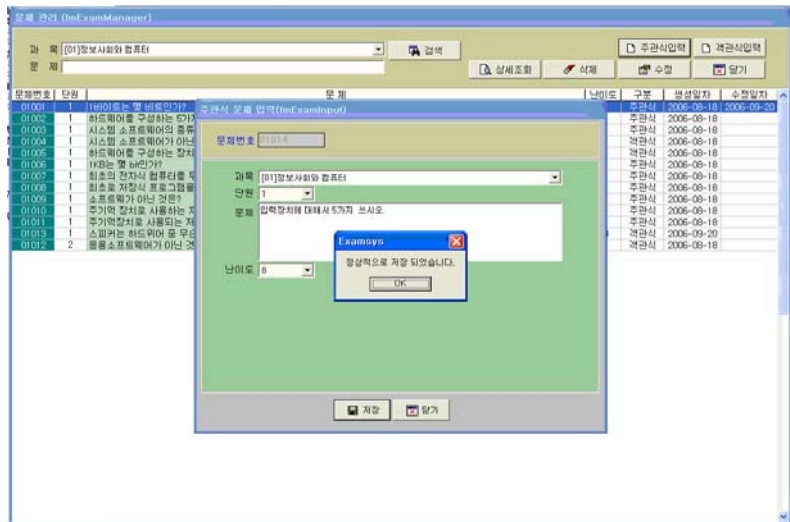 문제 관리 (fmExamManager)
과 목 [01]정보사회와 컴퓨터 검색 주관식입력 객관식입력
문 제 상세조회 삭제 수정 닫기
문제번호 단원 문 제 난이도 구분 생성일자 수정일자
01001 1 1바이트는 몇 비트인가? 주관식 2006-08-18 2006-09-20
01002 1 하드웨어를 구성하는 5가지 주관식 2006-08-18
01003 1 시스템 소프트웨어의 종류 주관식 2006-08-18
01004 1 시스템 소프트웨어가 아닌 객관식 2006-08-18
01005 1 하드웨어를 구성하는 장치 객관식 2006-08-18
01006 1 1KB는 몇 bit인가? 주관식 2006-08-18
01007 1 최초의 전자식 컴퓨터를 주관식 2006-08-18
01008 1 최초로 저장식 프로그램을 주관식 2006-08-18
01009 1 소프트웨가 아닌 것은? 객관식 2006-08-18
01010 1 주기억 장치로 사용하는 주관식 2006-08-18
01011 1 주기억장치로 사용되는 주관식 2006-08-18
01013 1 스피커는 하드위어 중 객관식 2006-09-20
01012 2 응용소프트웨어가 아닌 것 객관식 2006-08-18
주관식 문제 입력(fmExamInput)
문제번호 01014
과목 [01]정보사회와 컴퓨터
단원 1
문제 입력장치에 대해서 5가지 쓰시오.
난이도 8
Examsys
정상적으로 저장 되었습니다.
OK
저장 닫기